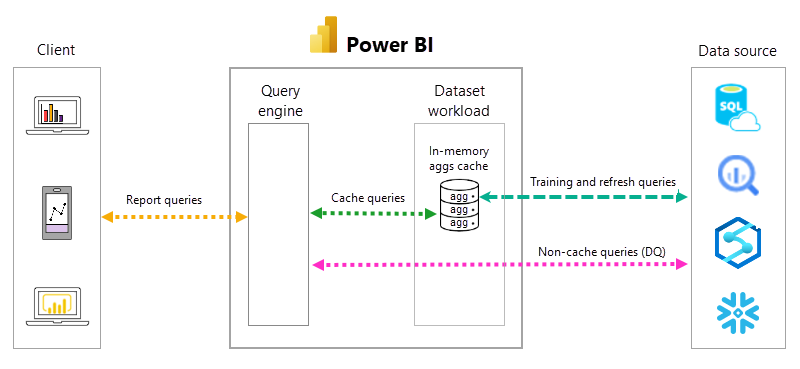 Client
Power BI
Data source
Query
engine
Dataset
workload
In-memory
aggs cache
SQL
Report queries
Cache queries
agg
agg
agg
Training and refresh queries
Non-cache queries (DQ)